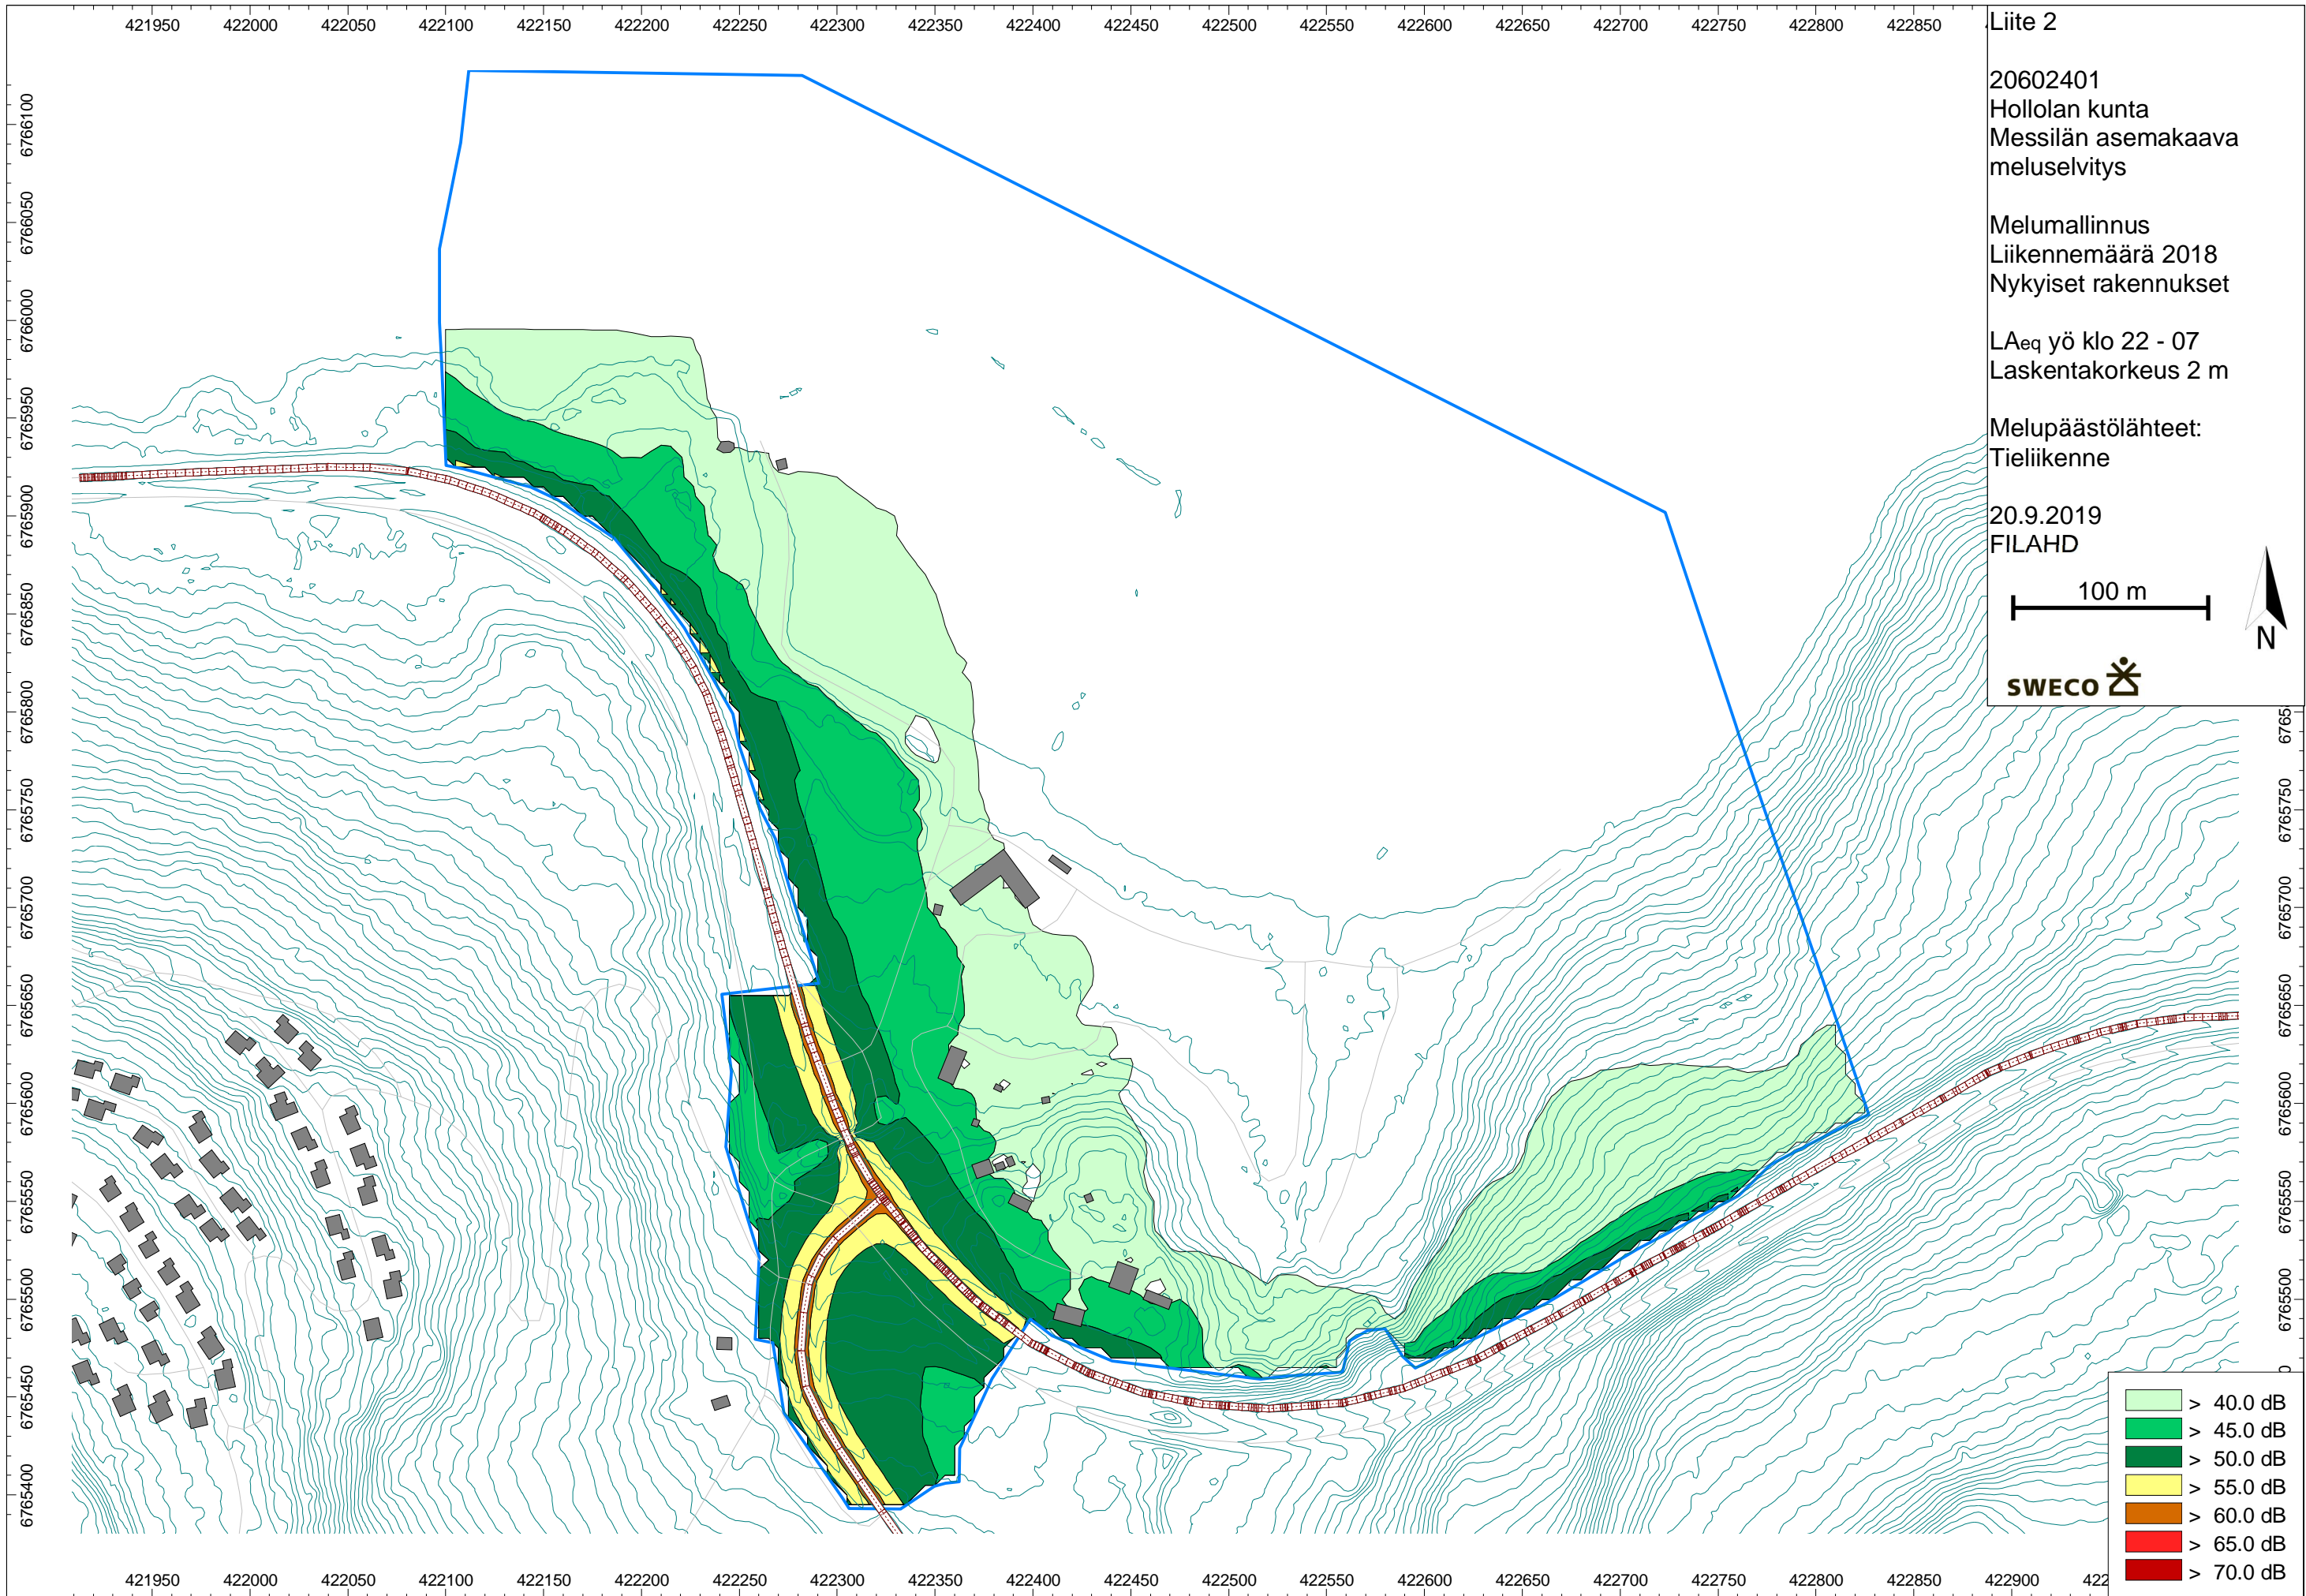 421950 422000 422050 422100 422150 422200 422250 422300 422350 422400 422450 422500 422550 422600 422650 422700 422750 422800 422850
Liite 2
20602401
Hollolan kunta
Messilän asemakaava
meluselvitys
Melumallinnus
Liikennemäärä 2018
Nykyiset rakennukset
LAeq yö klo 22 - 07
Laskentakorkeus 2 m
Melupäästölähteet:
Tieliikenne
20.9.2019
FILAHD
100 m
N
SWECO
6766100
6766050
6766000
6765950
6765900
6765850
6765800
6765750
6765700
6765650
6765600
6765550
6765500
6765450
6765400
6765750
6765700
6765650
6765600
6765550
6765500
> 40.0 dB
> 45.0 dB
> 50.0 dB
> 55.0 dB
> 60.0 dB
> 65.0 dB
> 70.0 dB
421950 422000 422050 422100 422150 422200 422250 422300 422350 422400 422450 422500 422550 422600 422650 422700 422750 422800 422850 422900